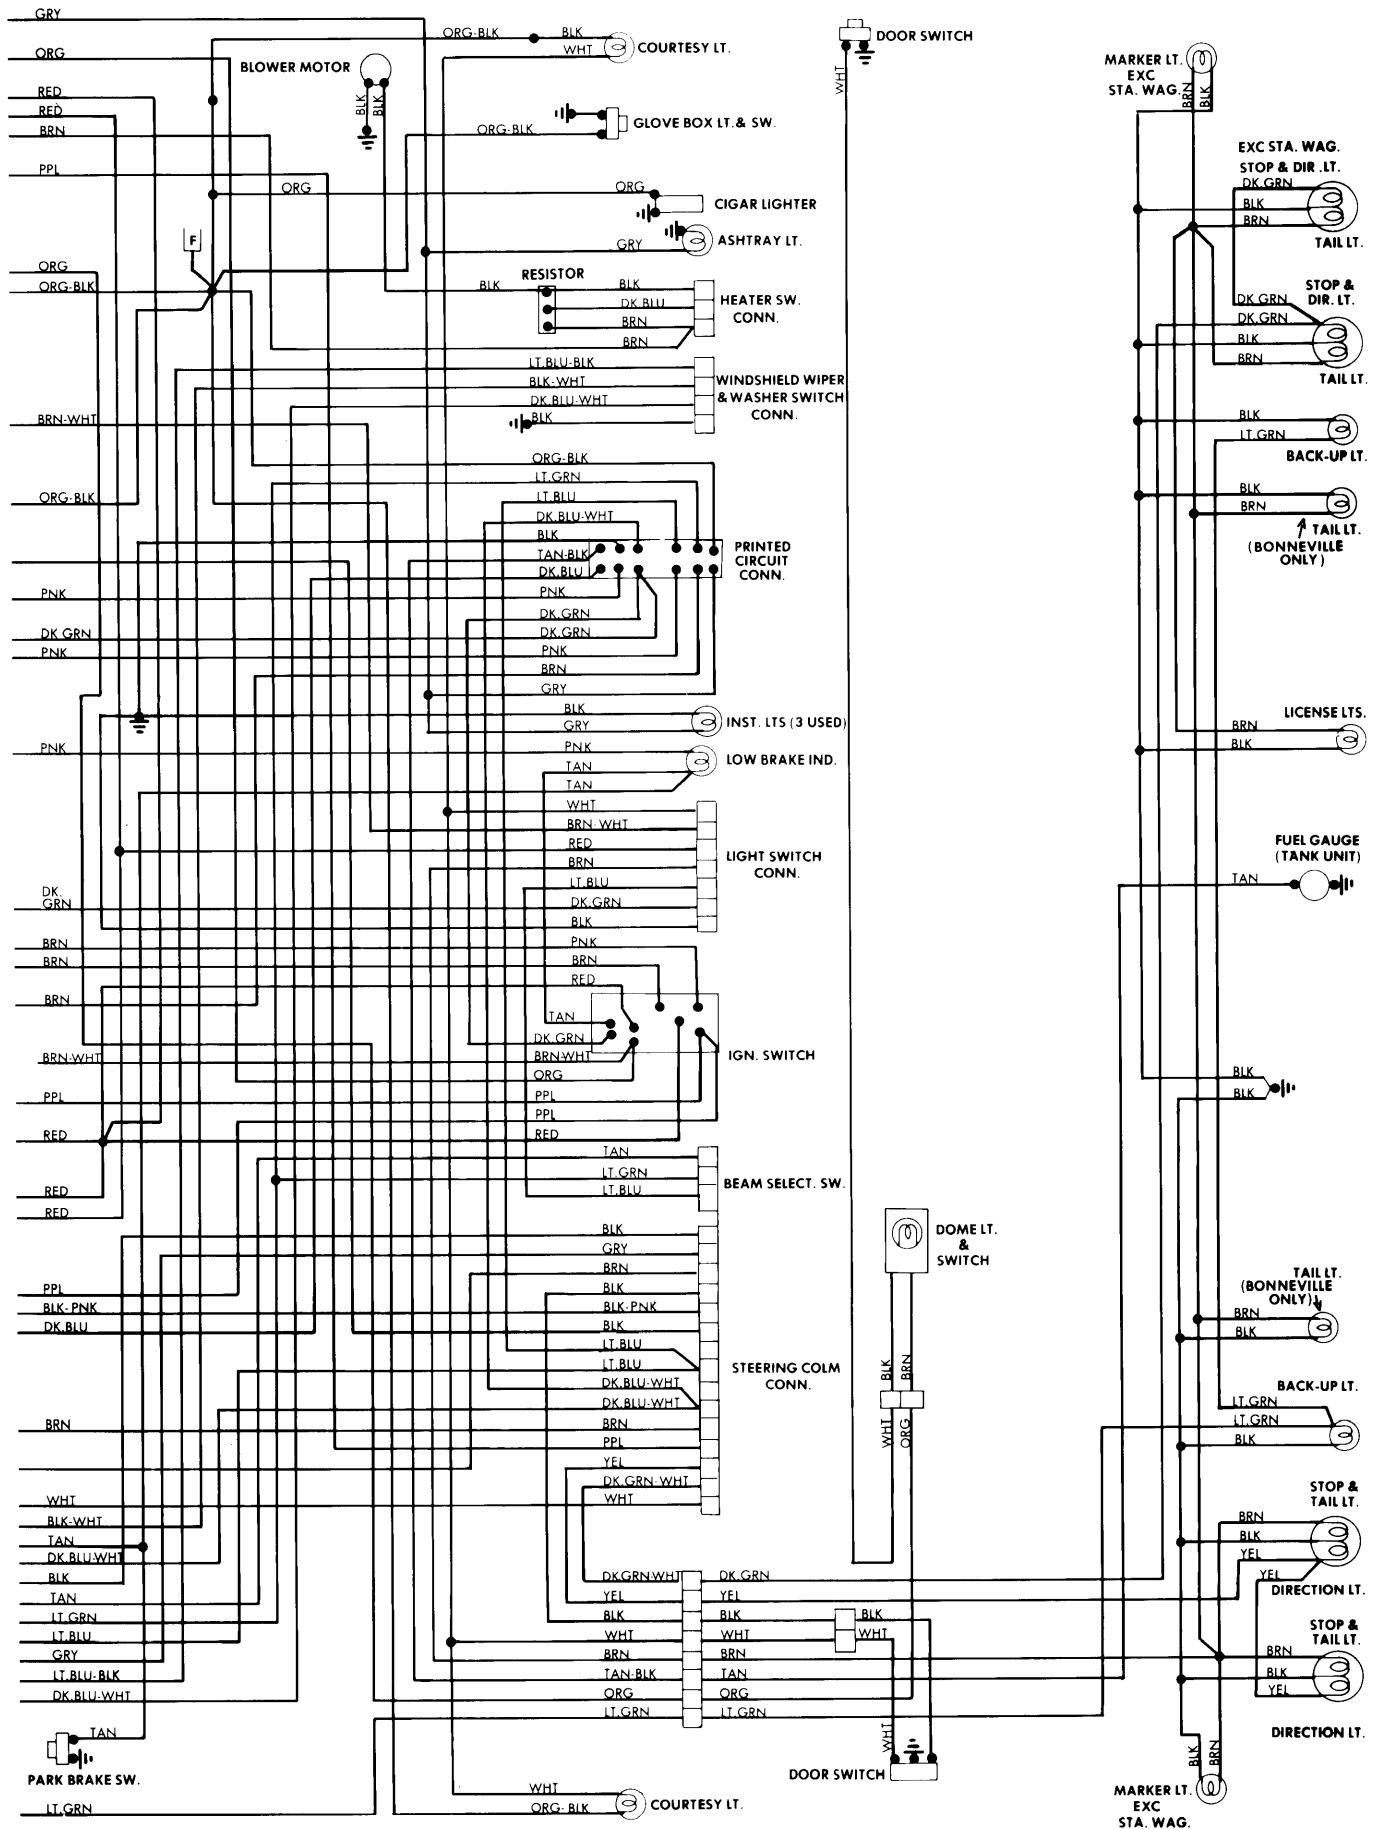 GRY
ORG
RED
RED
BRN
PPL
ORG
ORG-BLK
BRN-WHT
ORG-BLK
PNK
DK GRN
PNK
PNK
DK.
GRN
BRN
BRN
BRN
BRN-WHT
PPL
RED
RED
RED
PPL
BLK-PNK
DK.BLU
BRN
WHT
BLK-WHT
TAN
DK.BLU-WHT
BLK
TAN
LT.GRN
LT.BLU
GRY
LT.BLU-BLK
DK.BLU-WHT
TAN
PARK BRAKE SW.
LT.GRN
BLOWER MOTOR
BLK
BLK
F
ORG
ORG-BLK
BLK
WHT
COURTESY LT.
ORG-BLK
GLOVE BOX LT.& SW.
ORG
CIGAR LIGHTER
GRY
ASHTRAY LT.
RESISTOR
BLK
BLK
DK.BLU
BRN
BRN
HEATER SW.
CONN.
LT.BLU-BLK
BLK-WHT
DK.BLU-WHT
BLK
WINDSHIELD WIPER
& WASHER SWITCH
CONN.
ORG-BLK
LT.GRN
LT.BLU
DK.BLU-WHT
BLK
TAN-BLK
DK.BLU
PNK
DK.GRN
DK.GRN
PNK
BRN
GRY
PRINTED
CIRCUIT
CONN.
BLK
GRY
INST. LTS (3 USED)
PNK
TAN
TAN
LOW BRAKE IND.
WHT
BRN-WHT
RED
BRN
LT.BLU
DK.GRN
BLK
LIGHT SWITCH
CONN.
PNK
BRN
RED
TAN
DK.GRN
BRN-WHT
ORG
PPL
PPL
RED
IGN. SWITCH
TAN
LT.GRN
LT.BLU
BEAM SELECT. SW.
BLK
GRY
BRN
BLK
BLK-PNK
BLK
LT.BLU
LT.BLU
DK.BLU-WHT
DK.BLU-WHT
BRN
PPL
YEL
DK.GRN-WHT
WHT
STEERING COLM
CONN.
DK.GRN-WHT
YEL
BLK
WHT
BRN
TAN-BLK
ORG
LT.GRN
DK.GRN
YEL
BLK
WHT
BRN
TAN
ORG
LT.GRN
BLK
WHT
WHT
DOOR SWITCH
WHT
ORG-BLK
COURTESY LT.
DOOR SWITCH
WHT
DOME LT.
&
SWITCH
BLK
BRN
WHT
ORG
MARKER LT.
EXC
STA. WAG.
BRN
BLK
EXC STA. WAG.
STOP & DIR .LT.
DK.GRN
BLK
BRN
TAIL LT.
STOP &
DIR. LT.
DK GRN
DK.GRN
BLK
BRN
TAIL LT.
BLK
LT.GRN
BACK-UP LT.
BLK
BRN
TAIL LT.
(BONNEVILLE
ONLY)
LICENSE LTS.
BRN
BLK
FUEL GAUGE
(TANK UNIT)
TAN
BLK
BLK
TAIL LT.
(BONNEVILLE
ONLY)
BRN
BLK
BACK-UP LT.
LT.GRN
LT.GRN
BLK
STOP &
TAIL LT.
BRN
BLK
YEL
YEL
DIRECTION LT.
STOP &
TAIL LT.
BRN
BLK
YEL
DIRECTION LT.
BLK
BRN
MARKER LT.
EXC
STA. WAG.